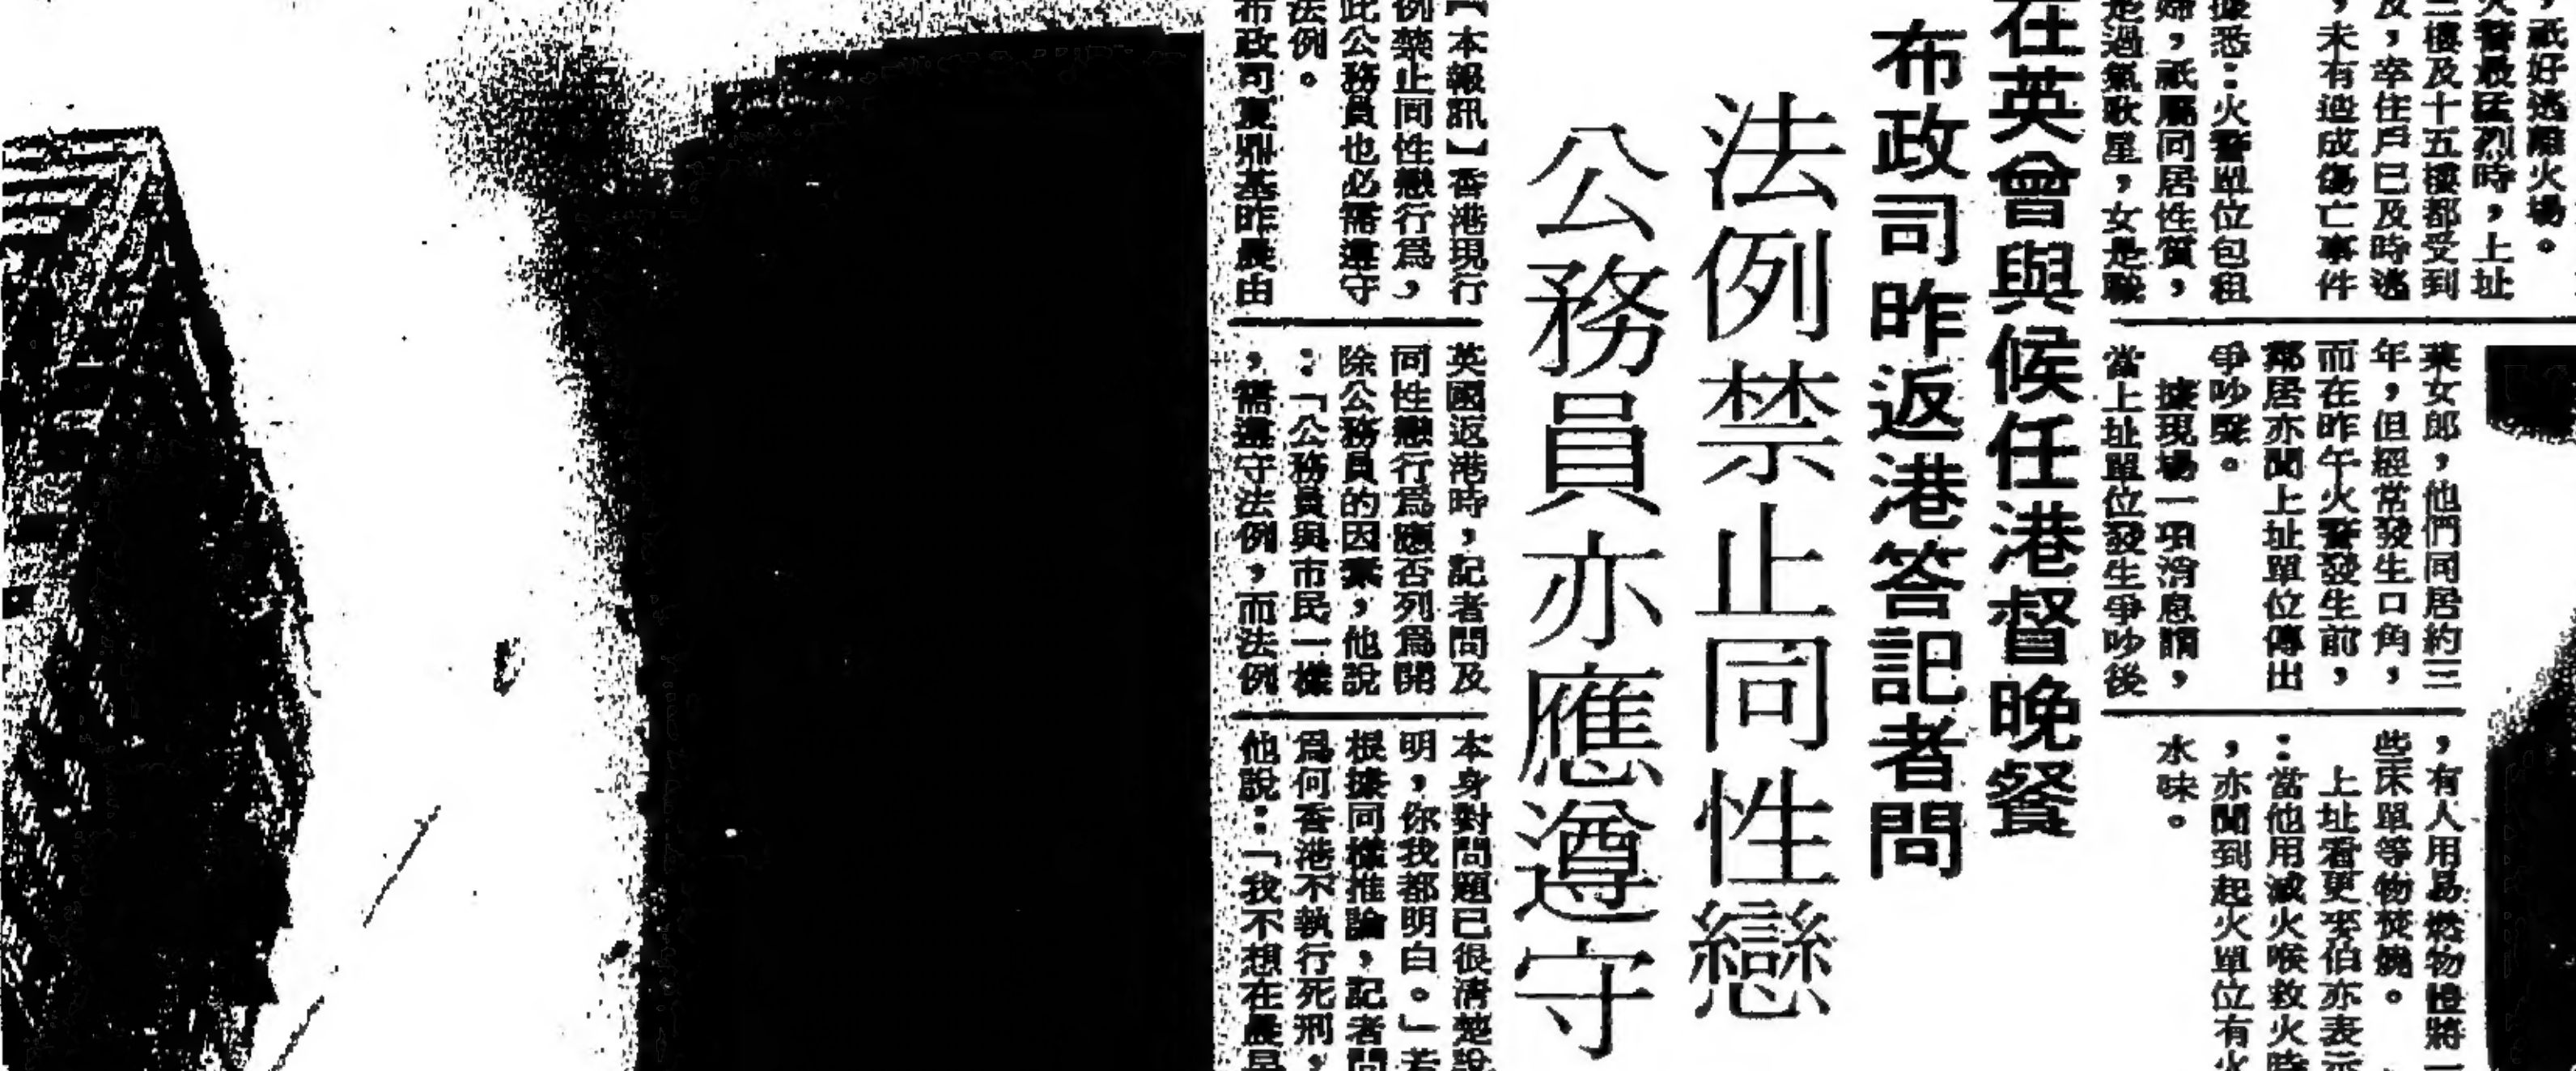 ，祇好逃離火場。
火警最猛烈時，上址
三樓及十五樓都受到
及，幸住戶已及時逃
，未有造成傷亡事件
據悉：火警單位包租
婦，祇屬同居性質，
是過氣歌星，女是職
業女郎，他們同居約三
年，但經常發生口角，
而在昨午火警發生前，
鄰居亦聞上址單位傳出
爭吵聲。
據現場一項消息謂，
當上址單位發生爭吵後
，有人用易燃物體將一
些床單等物焚燒。
上址看更麥伯亦表示
：當他用滅火喉救火時
，亦聞到起火單位有火
水味。
在英曾與候任港督晚餐
布政司昨返港答記者問
法例禁止同性戀
公務員亦應遵守
【本報訊】香港現行
例禁止同性戀行爲，
此公務員也必需遵守
法例。
布政司夏鼎基昨晨由
英國返港時，記者問及
同性戀行爲應否列爲開
除公務員的因素，他說
：「公務員與市民一樣
，需遵守法例，而法例
本身對問題已很清楚說
明，你我都明白。」若
根據同樣推論，記者問
爲何香港不執行死刑，
他說：「我不想在晨早